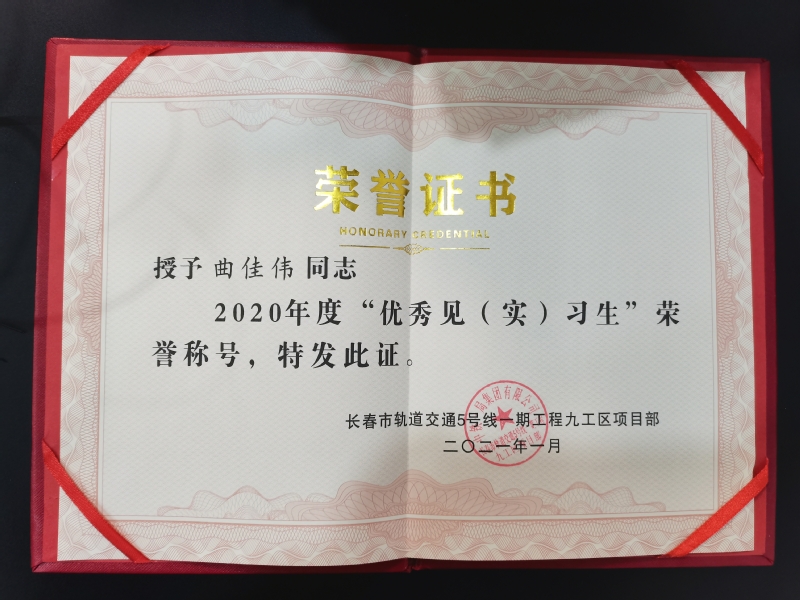 荣誉证书
HONORARY CREDENTIAL
授予 曲佳伟 同志
2020年度“优秀见（实）习生”荣
誉称号，特发此证。
长春市轨道交通5号线一期工程九工区项目部
二〇二一年一月